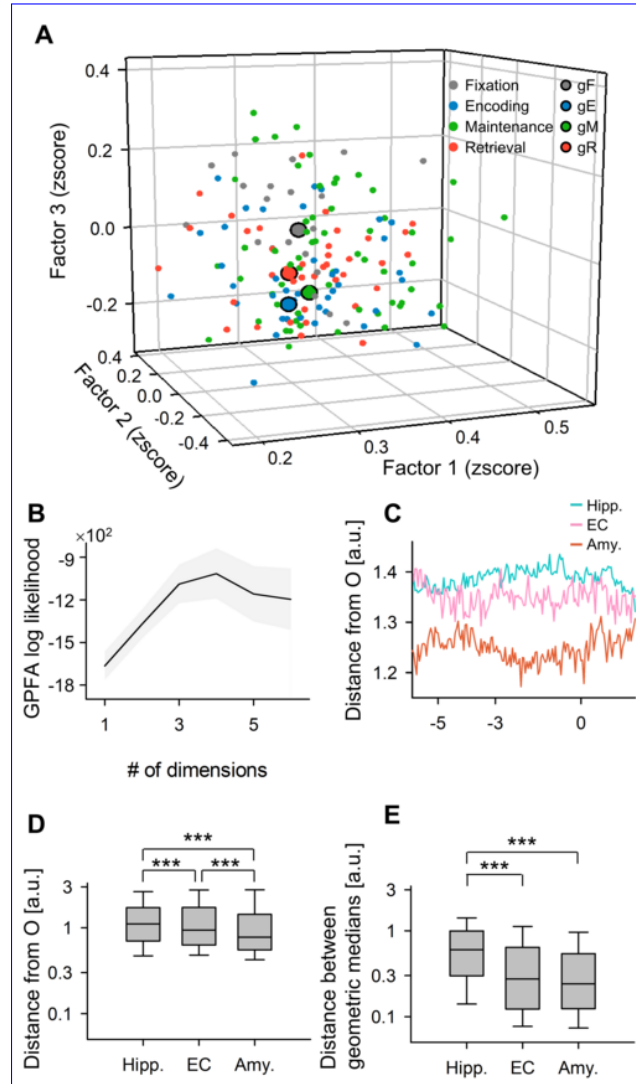 A
Factor 3 (zscore)
0.4
0.2
0.0
-0.2
Fixation
Encoding
Maintenance
Retrieval
gF
gE
gM
gR
0.4
0.2
0.0
-0.2
-0.4
Factor 2 (zscore)
0.2
0.3
0.4
0.5
Factor 1 (zscore)
B
×10²
GPFA log likelihood
-9
-12
-15
-18
1
3
5
# of dimensions
C
Hipp.
EC
Amy.
Distance from O [a.u.]
1.4
1.3
1.2
-5
-3
0
D
Distance from O [a.u.]
3
1
0.3
0.1
***
***
***
Hipp.
EC
Amy.
E
Distance between
geometric medians [a.u.]
3
1
0.3
0.1
***
***
Hipp.
EC
Amy.